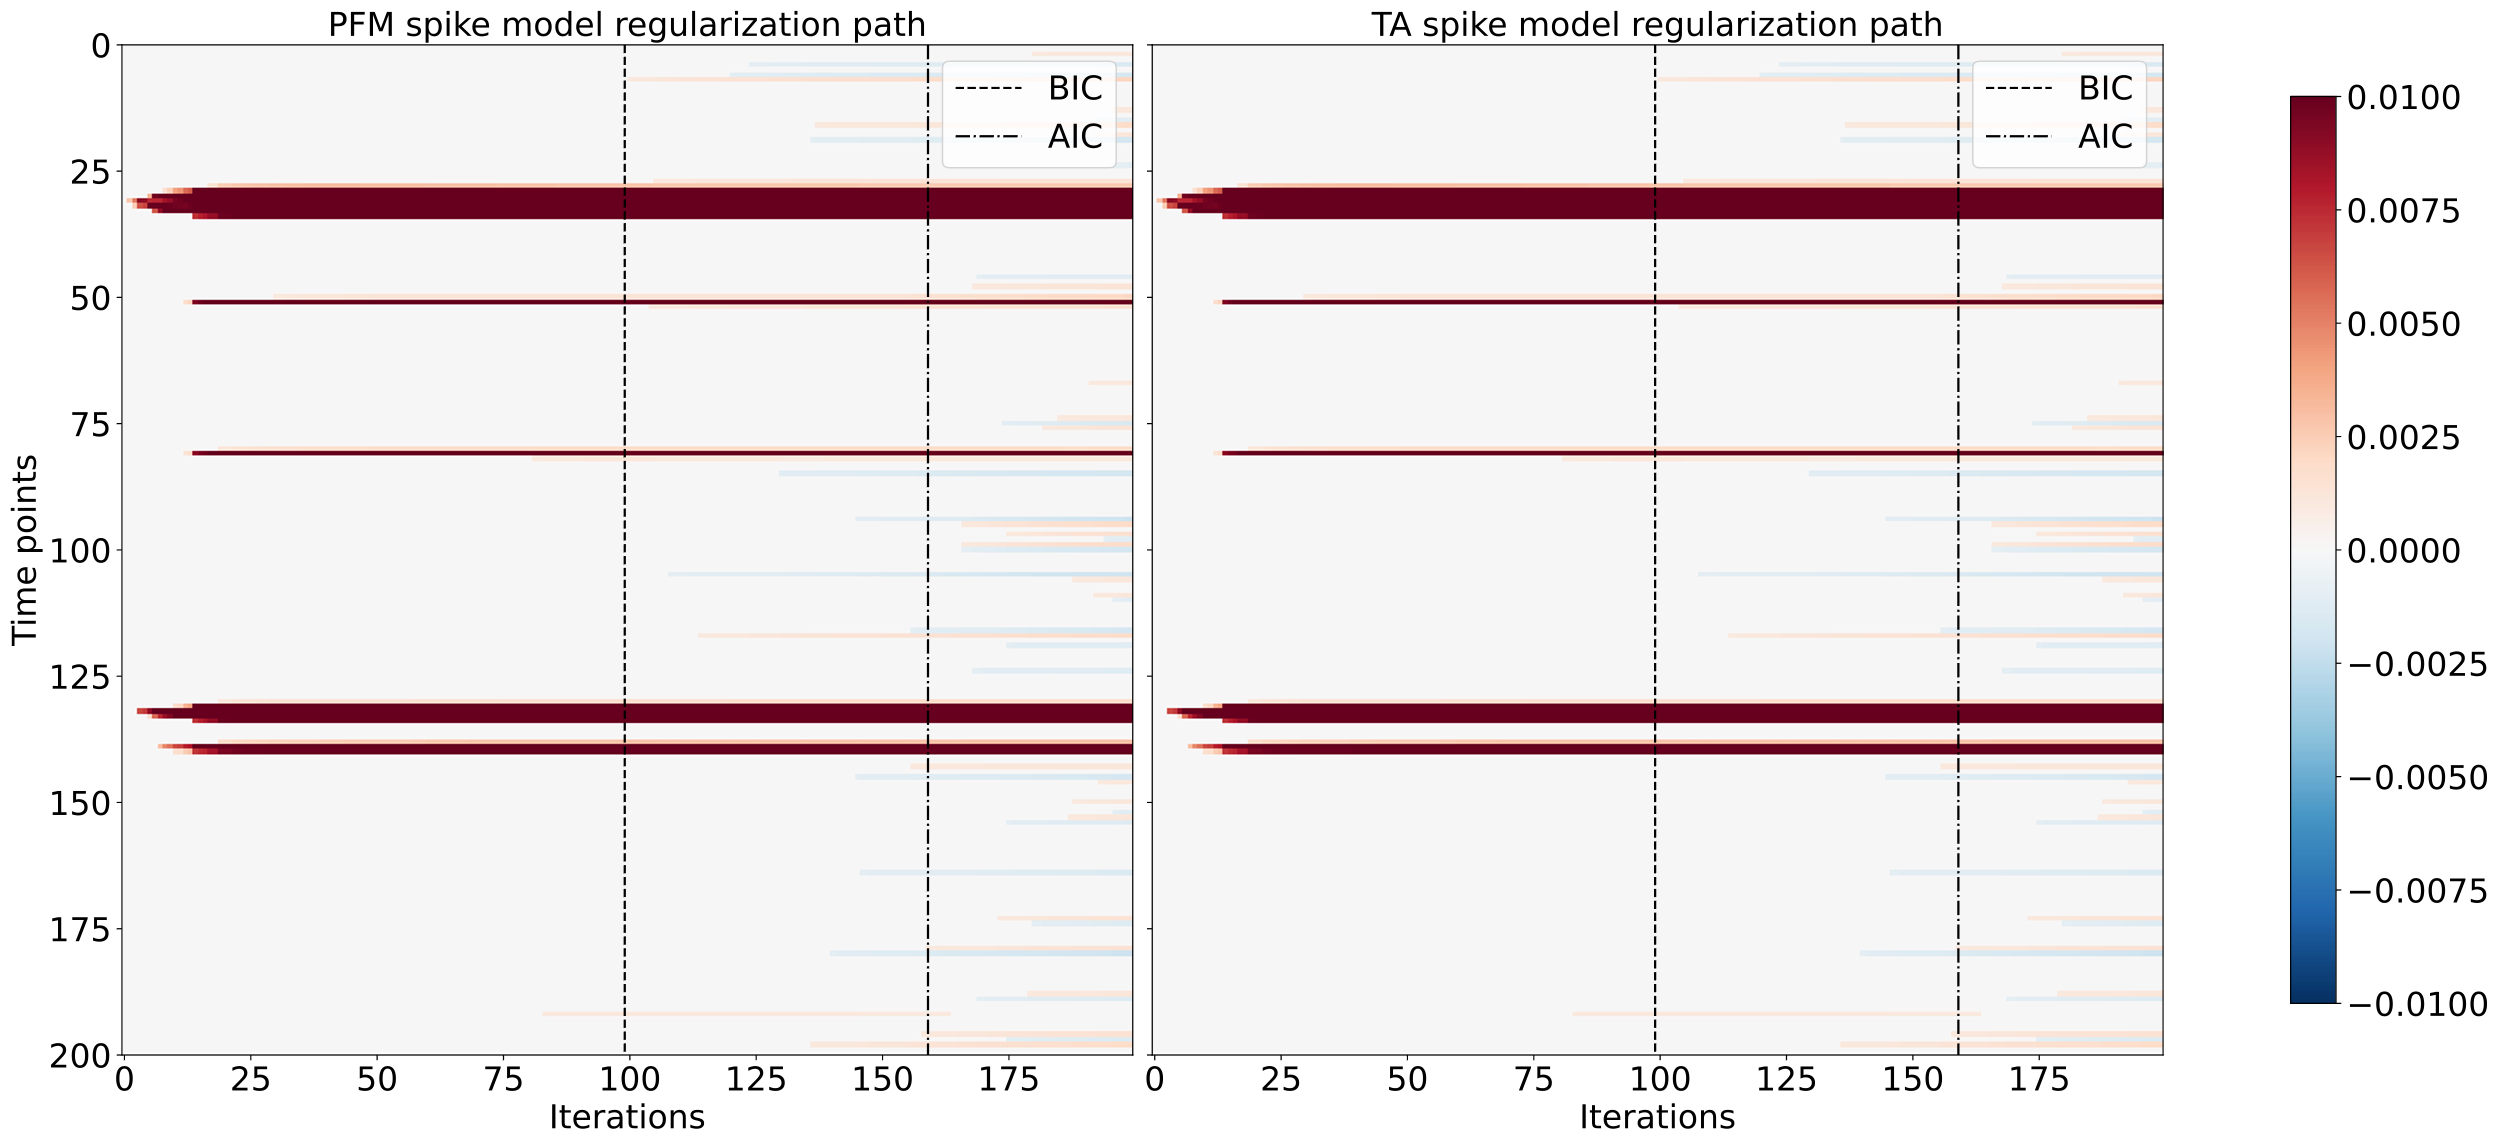 PFM spike model regularization path
TA spike model regularization path
BIC
AIC
BIC
AIC
Time points
0
25
50
75
100
125
150
175
200
0 25 50 75 100 125 150 175
Iterations
0 25 50 75 100 125 150 175
Iterations
0.0100
0.0075
0.0050
0.0025
0.0000
−0.0025
−0.0050
−0.0075
−0.0100